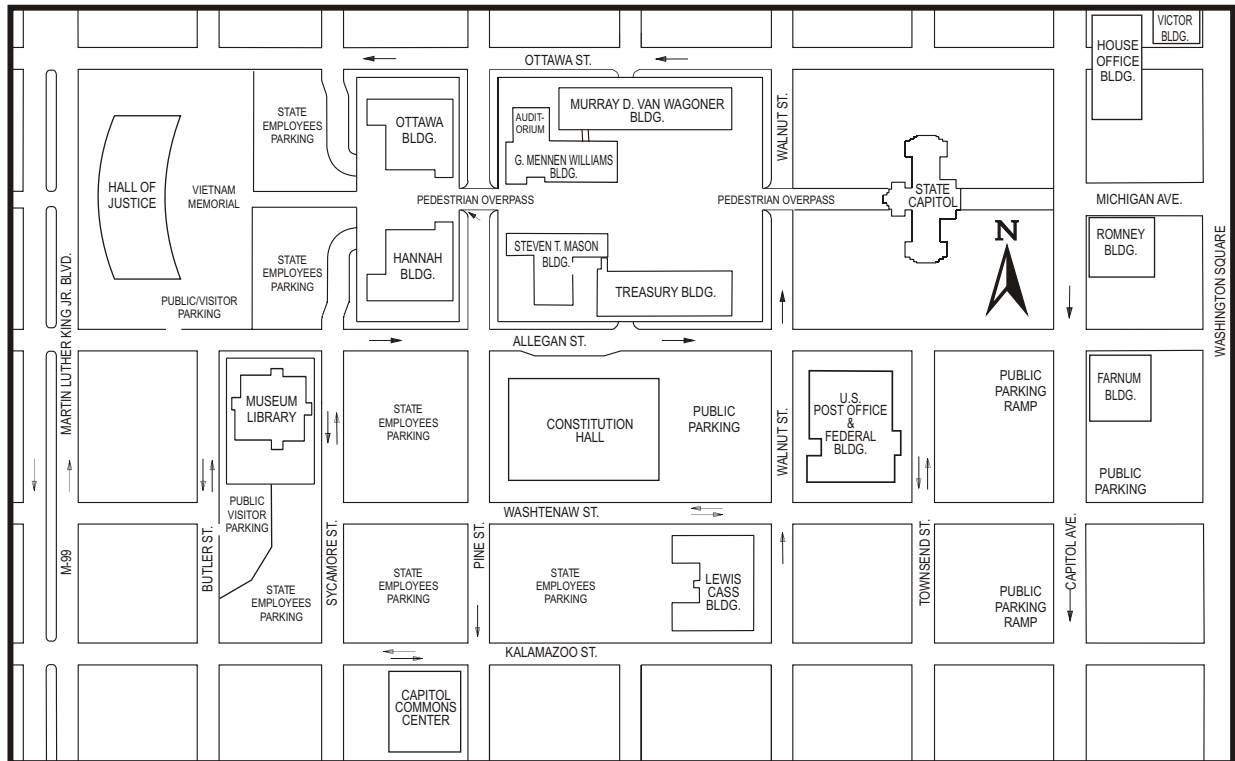 VICTOR
BLDG.
HOUSE
OFFICE
BLDG.
OTTAWA ST.
STATE
EMPLOYEES
PARKING
OTTAWA
BLDG.
AUDIT-
ORIUM
MURRAY D. VAN WAGONER
BLDG.
G. MENNEN WILLIAMS
BLDG.
WALNUT ST.
HALL OF
JUSTICE
VIETNAM
MEMORIAL
PEDESTRIAN OVERPASS
PEDESTRIAN OVERPASS
STATE
CAPITOL
MICHIGAN AVE.
N
STATE
EMPLOYEES
PARKING
HANNAH
BLDG.
STEVEN T. MASON
BLDG.
TREASURY BLDG.
ROMNEY
BLDG.
WASHINGTON SQUARE
PUBLIC/VISITOR
PARKING
MARTIN LUTHER KING JR. BLVD.
ALLEGAN ST.
MUSEUM
LIBRARY
STATE
EMPLOYEES
PARKING
CONSTITUTION
HALL
PUBLIC
PARKING
WALNUT ST.
U.S.
POST OFFICE
&
FEDERAL
BLDG.
PUBLIC
PARKING
RAMP
FARNUM
BLDG.
PUBLIC
PARKING
PUBLIC
VISITOR
PARKING
WASHTENAW ST.
M-99
BUTLER ST.
SYCAMORE ST.
PINE ST.
TOWNSEND ST.
CAPITOL AVE.
STATE
EMPLOYEES
PARKING
STATE
EMPLOYEES
PARKING
STATE
EMPLOYEES
PARKING
LEWIS
CASS
BLDG.
PUBLIC
PARKING
RAMP
KALAMAZOO ST.
CAPITOL
COMMONS
CENTER